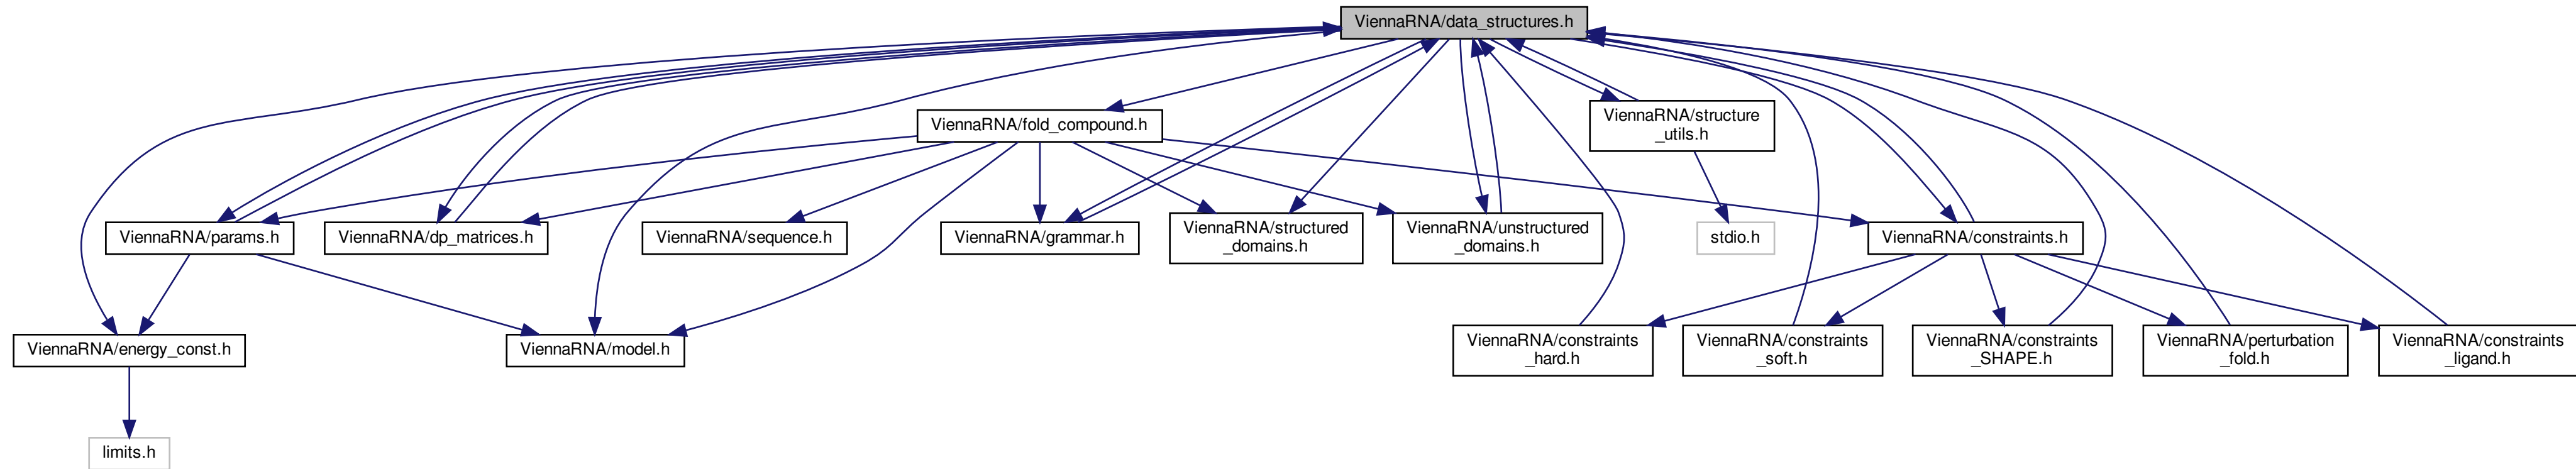 ViennaRNA/data_structures.h
ViennaRNA/fold_compound.h
ViennaRNA/structure
_utils.h
ViennaRNA/params.h
ViennaRNA/dp_matrices.h
ViennaRNA/sequence.h
ViennaRNA/grammar.h
ViennaRNA/structured
_domains.h
ViennaRNA/unstructured
_domains.h
stdio.h
ViennaRNA/constraints.h
ViennaRNA/energy_const.h
ViennaRNA/model.h
ViennaRNA/constraints
_hard.h
ViennaRNA/constraints
_soft.h
ViennaRNA/constraints
_SHAPE.h
ViennaRNA/perturbation
_fold.h
ViennaRNA/constraints
_ligand.h
limits.h